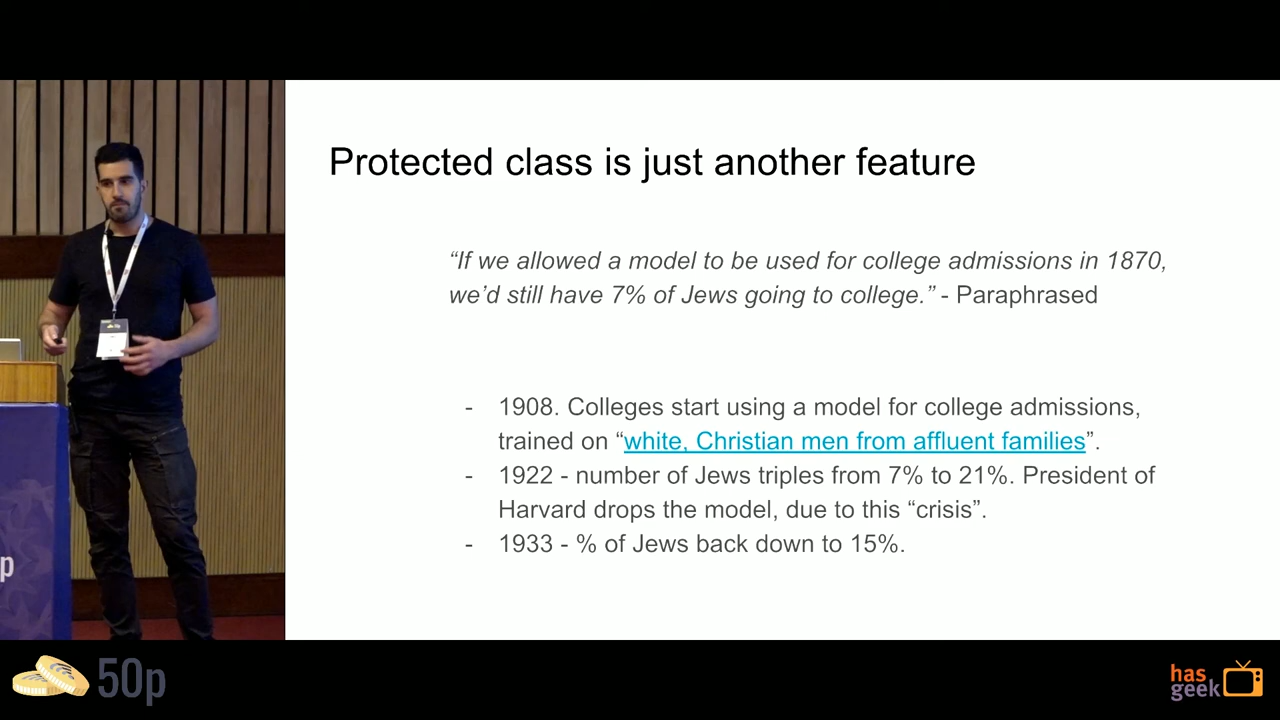 Protected class is just another feature
“If we allowed a model to be used for college admissions in 1870,
we’d still have 7% of Jews going to college.” - Paraphrased
- 1908. Colleges start using a model for college admissions,
trained on “white, Christian men from affluent families”.
- 1922 - number of Jews triples from 7% to 21%. President of
Harvard drops the model, due to this “crisis”.
- 1933 - % of Jews back down to 15%.
p
50p
has
geek